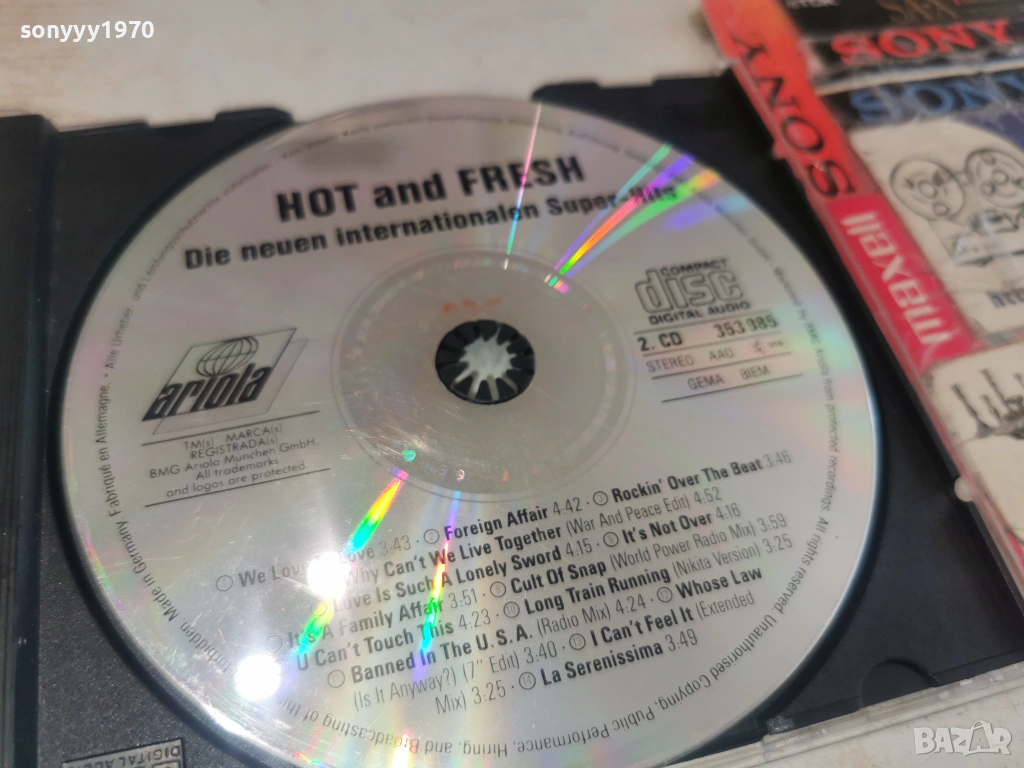 sonyyy1970
HOT and FRESH
Die neuen internationalen Super-Hits
COMPACT
disc
DIGITAL AUDIO
2. CD 353 985
STEREO AAD
GEMA BIEM
ariola
TM(s) MARCA(s)
REGISTRADA(s)
BMG Ariola München GmbH.
All trademarks
and logos are protected.
We Love Love 3:43 · Foreign Affair 4:42 · Rockin' Over The Beat 3:46
Why Can't We Live Together (War And Peace Edit) 4:52
Love Is Such A Lonely Sword 4:15 · It's Not Over 4:16
It's A Family Affair 3:51 · Cult Of Snap (World Power Radio Mix) 3:59
U Can't Touch This 4:23 · Long Train Running (Nikita Version) 3:25
Banned In The U.S.A. (Radio Mix) 4:24 · Whose Law
(Is It Anyway?) (7" Edit) 3:40 · I Can't Feel It (Extended
Mix) 3:25 · La Serenissima 3:49
Made in Germany. Fabriqué en Allemagne. • Alle Urheber- und
Unauthorised Copying, Public Performance, Hiring, and Broadcasting of
All rights reserved
SONY
SONY
SONY
maxell
BAZAR